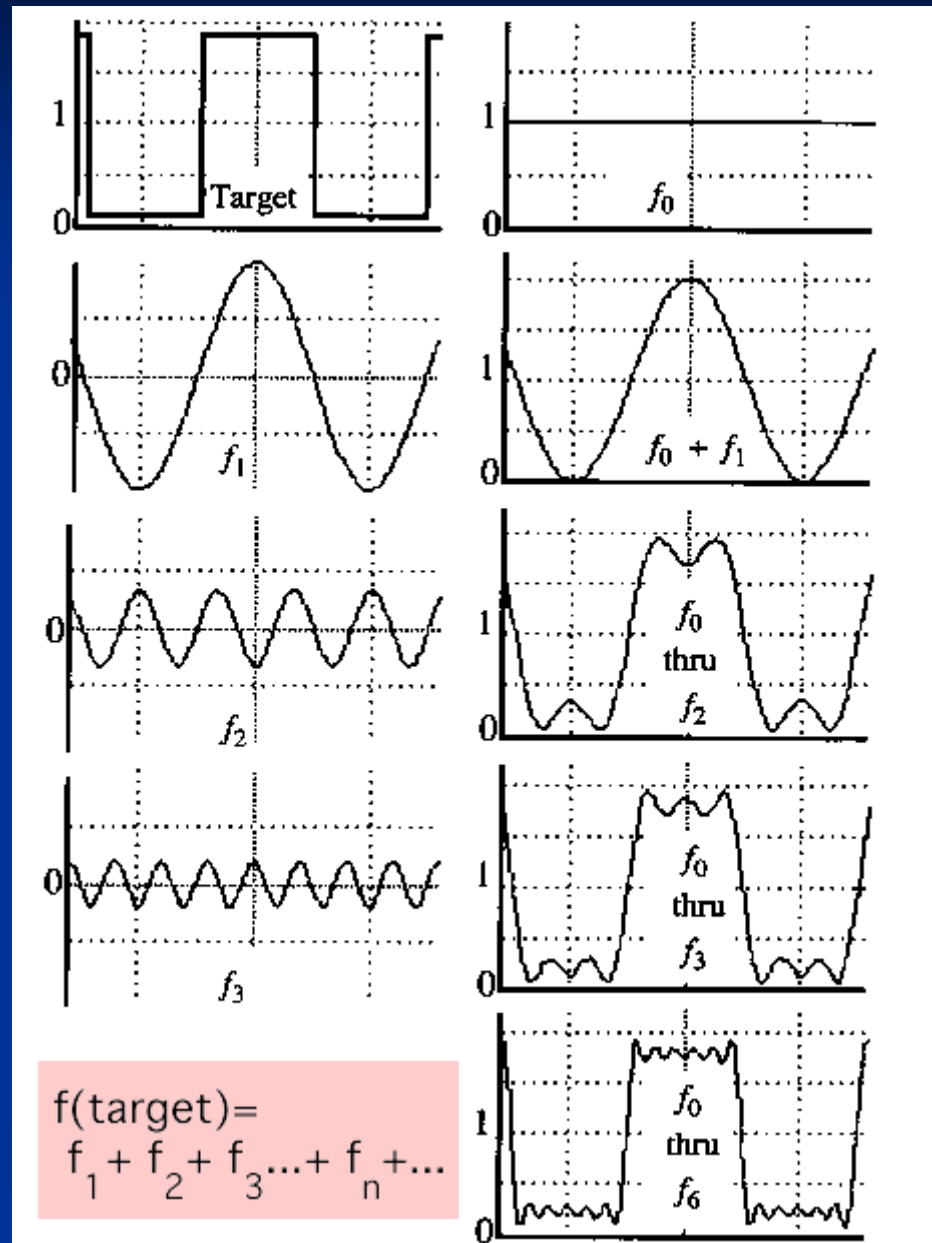 1
0
Target
1
0
f0
0
f1
1
0
f0 + f1
0
f2
1
0
f0
thru
f2
0
f3
1
0
f0
thru
f3
f(target)=
f1 + f2 + f3...+ fn+...
1
0
f0
thru
f6